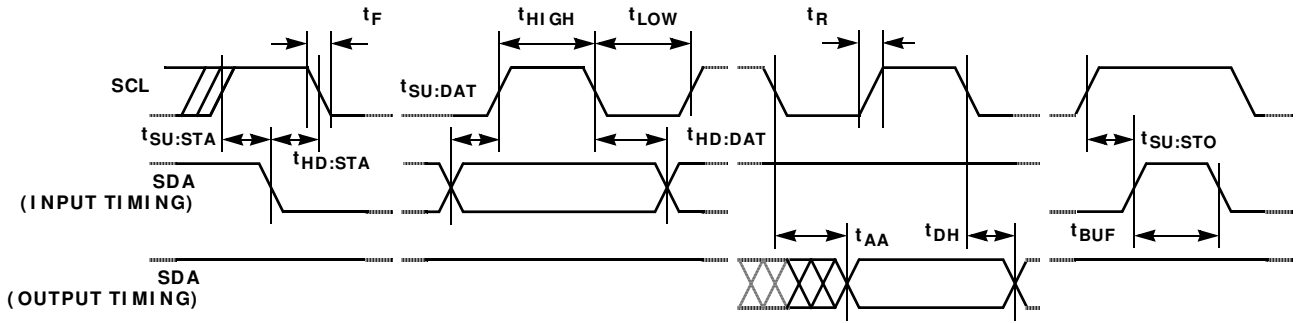 tF
tHIGH
tLOW
tR
SCL
tSU:DAT
tSU:STA
tHD:STA
tHD:DAT
tSU:STO
SDA
(INPUT TIMING)
tAA
tDH
tBUF
SDA
(OUTPUT TIMING)